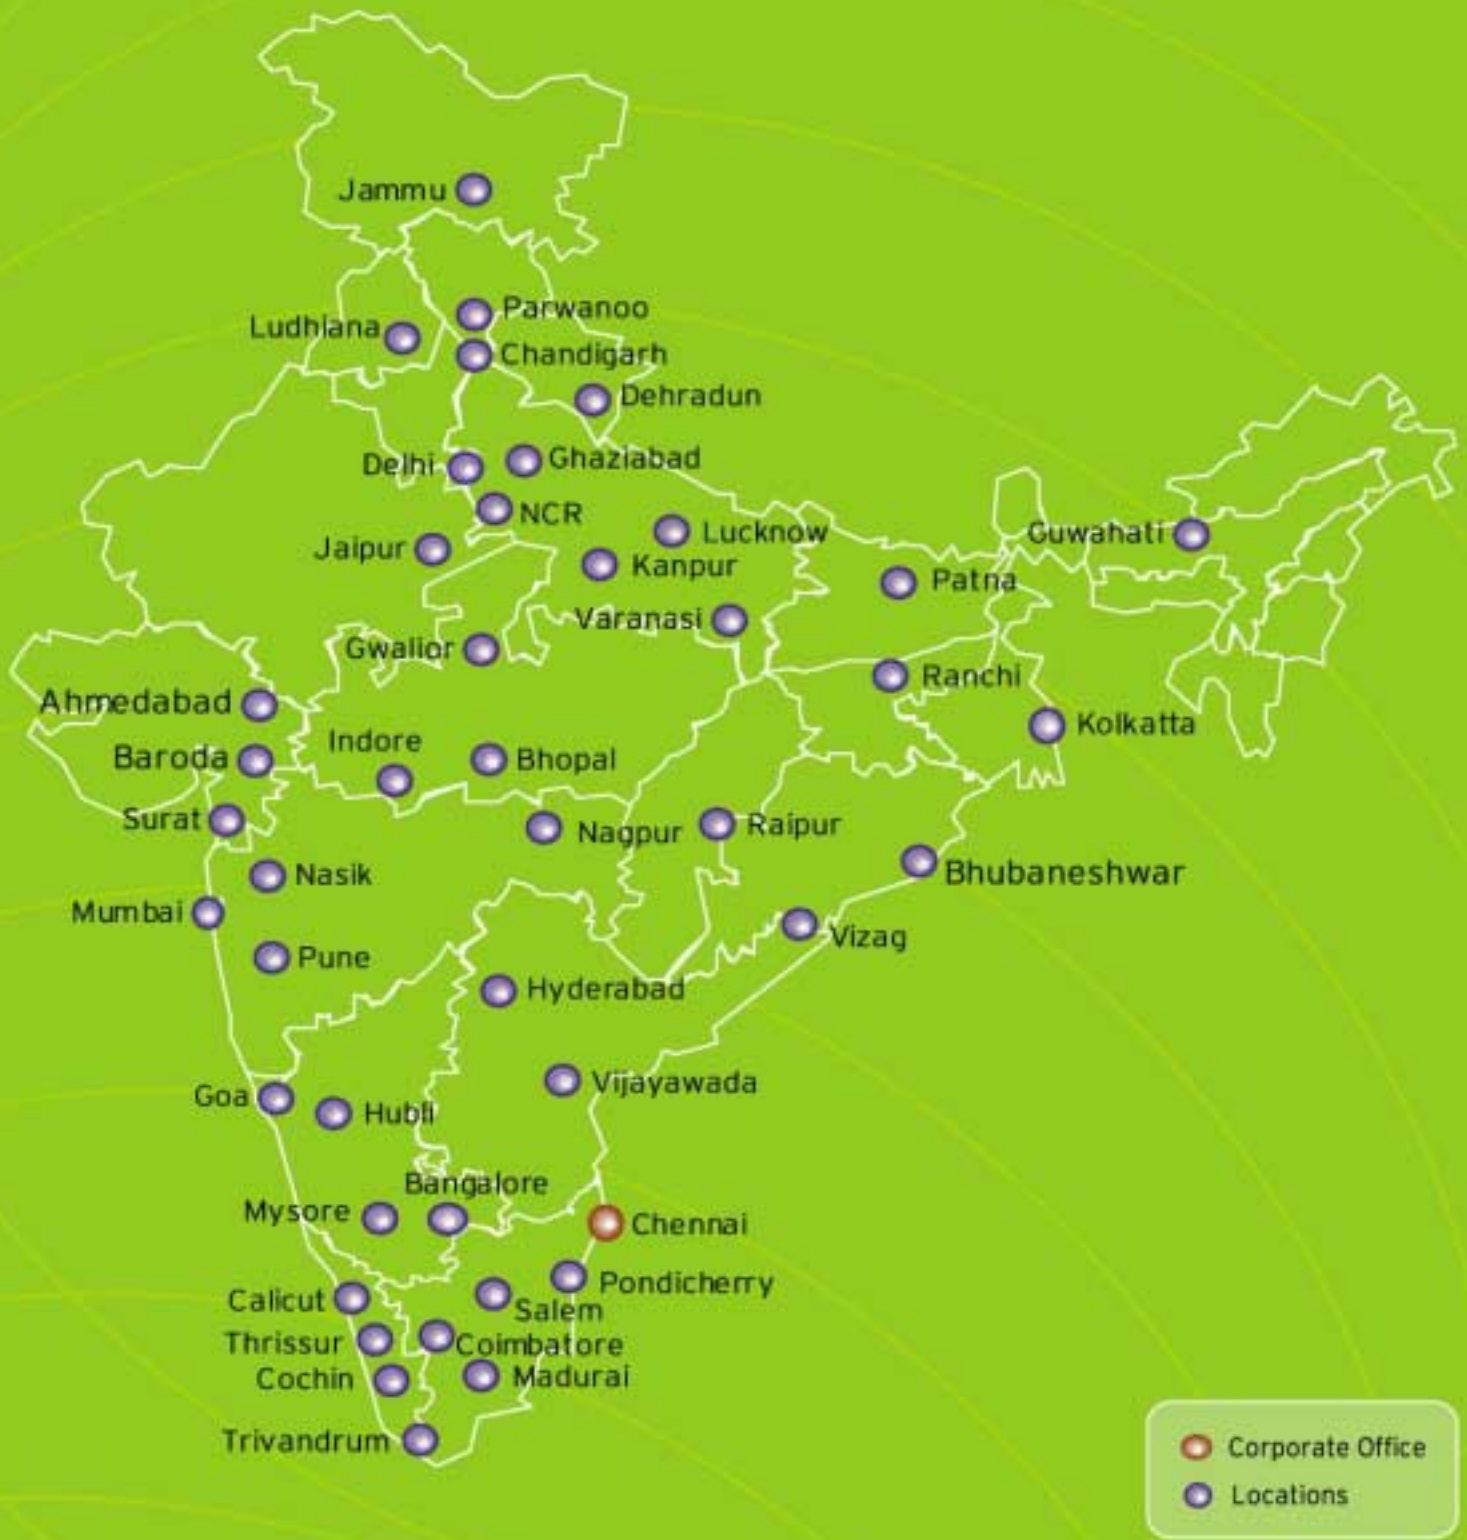 Jammu
Parwanoo
Ludhiana
Chandigarh
Dehradun
Delhi
Ghaziabad
NCR
Lucknow
Guwahati
Jaipur
Kanpur
Patna
Varanasi
Gwalior
Ranchi
Ahmedabad
Kolkatta
Indore
Baroda
Bhopal
Surat
Nagpur
Raipur
Nasik
Bhubaneshwar
Mumbai
Vizag
Pune
Hyderabad
Vijayawada
Goa
Hubli
Bangalore
Mysore
Chennai
Pondicherry
Calicut
Salem
Thrissur
Coimbatore
Cochin
Madurai
Trivandrum
Corporate Office
Locations